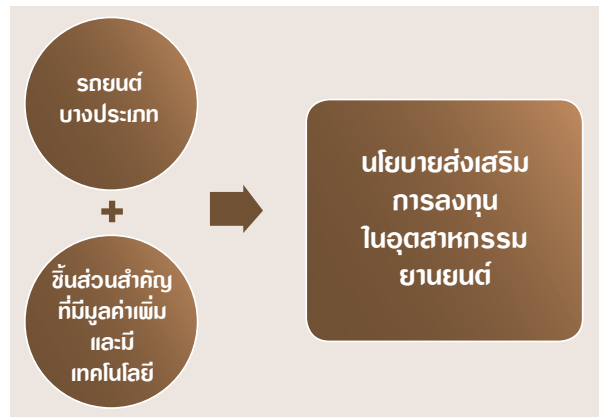 รถยนต์
บางประเภท
+
ชิ้นส่วนสำคัญ
ที่มีมูลค่าเพิ่ม
และมี
เทคโนโลยี
นโยบายส่งเสริม
การลงทุน
ในอุตสาหกรรม
ยานยนต์